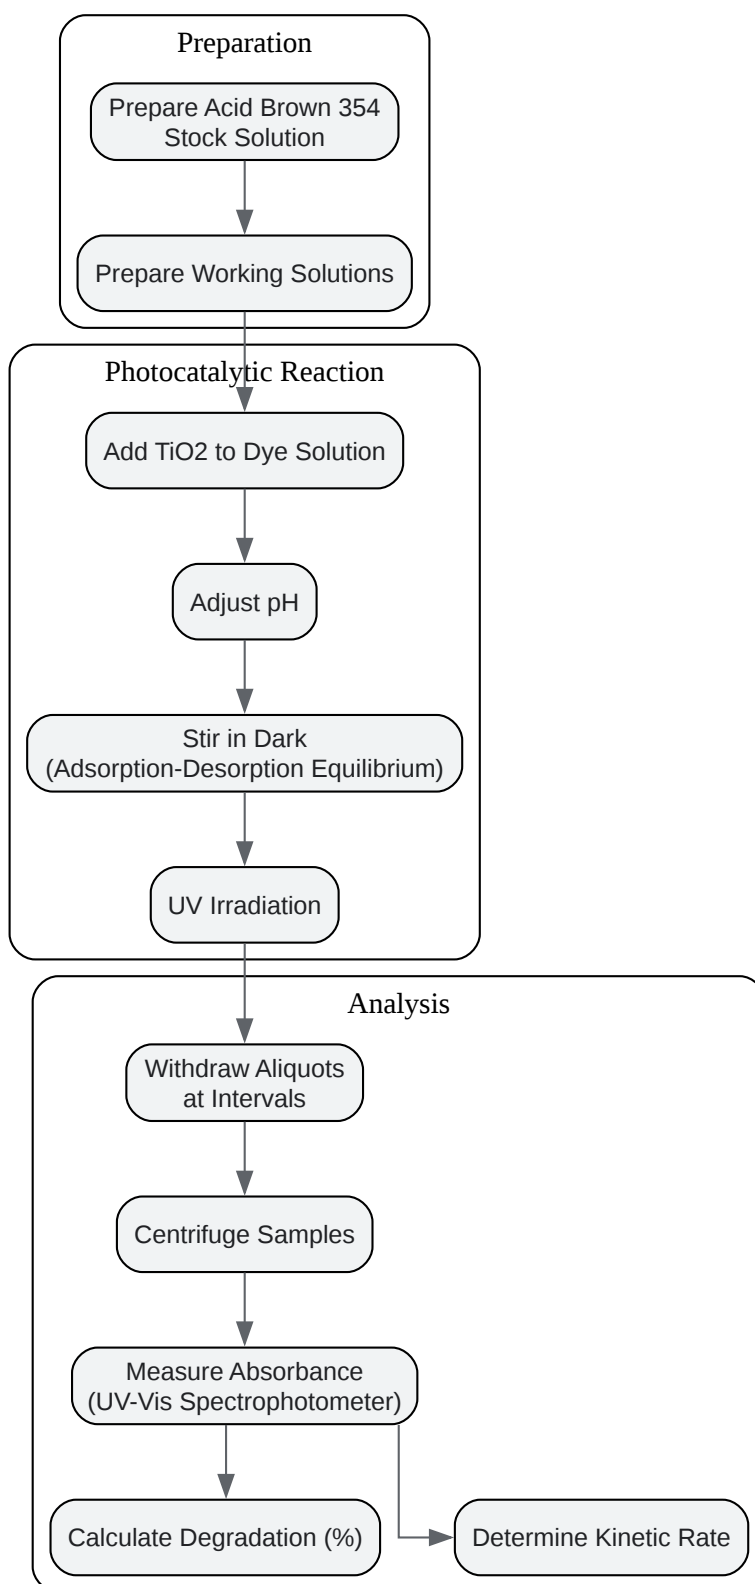 Preparation
Prepare Acid Brown 354
Stock Solution
Prepare Working Solutions
Photocatalytic Reaction
Add TiO2 to Dye Solution
Adjust pH
Stir in Dark
(Adsorption-Desorption Equilibrium)
UV Irradiation
Analysis
Withdraw Aliquots
at Intervals
Centrifuge Samples
Measure Absorbance
(UV-Vis Spectrophotometer)
Calculate Degradation (%)
Determine Kinetic Rate